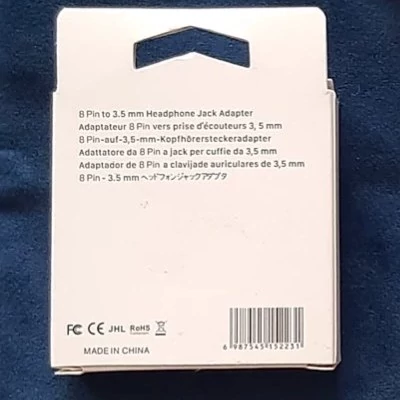 8 Pin to 3.5 mm Headphone Jack Adapter
Adaptateur 8 Pin vers prise d'écouteurs 3, 5 mm
8 Pin-auf-3,5-mm-Kopfhörersteckeradapter
Adattatore da 8 Pin a jack per cuffie da 3,5 mm
Adaptador de 8 Pin a clavijade auriculares de 3,5 mm
8 Pin - 3.5 mm ヘッドフォンジャックアダプタ
FC CE JHL RoHS
6 987545 152231
MADE IN CHINA